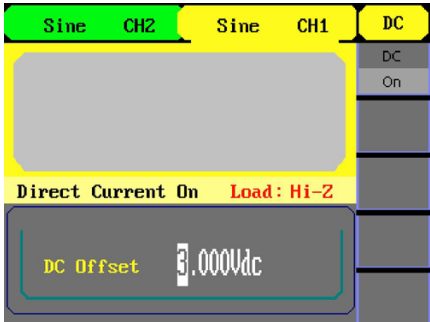 Sine CH2 Sine CH1 DC
DC
On
Direct Current On Load: Hi-Z
DC Offset 3.000Vdc